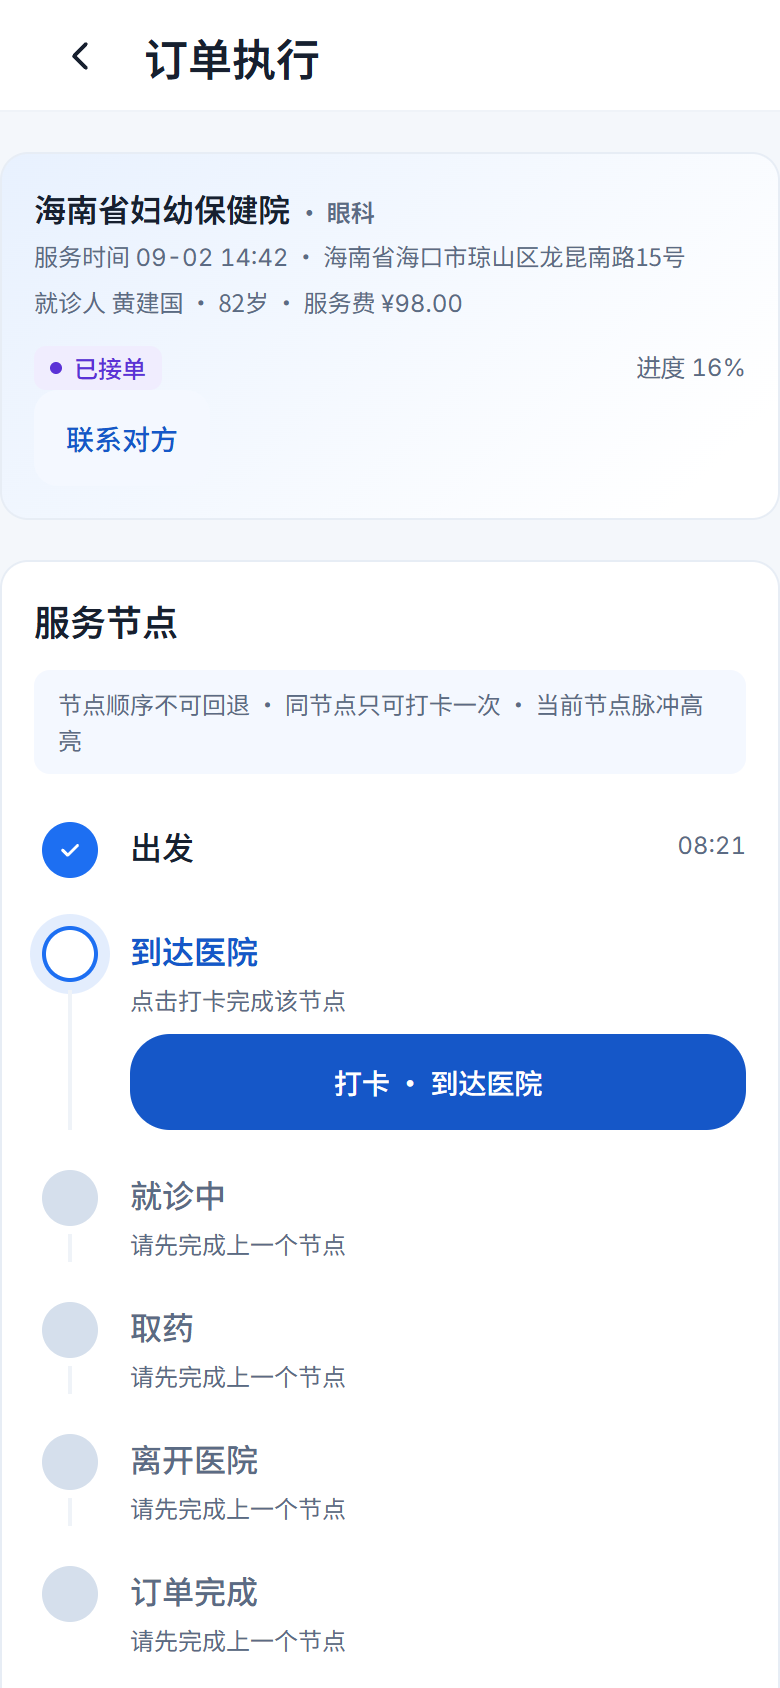 订单执行
海南省妇幼保健院 · 眼科
服务时间 09-02 14:42 · 海南省海口市琼山区龙昆南路15号
就诊人 黄建国 · 82岁 · 服务费 ¥98.00
已接单
进度 16%
联系对方
服务节点
节点顺序不可回退 · 同节点只可打卡一次 · 当前节点脉冲高
亮
出发
08:21
到达医院
点击打卡完成该节点
打卡 · 到达医院
就诊中
请先完成上一个节点
取药
请先完成上一个节点
离开医院
请先完成上一个节点
订单完成
请先完成上一个节点